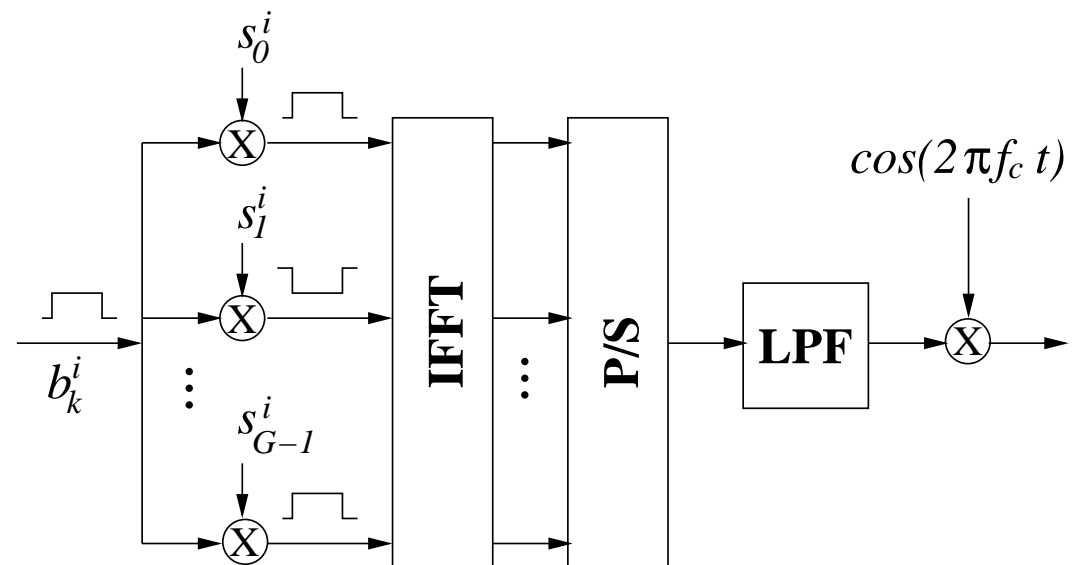 s_0^i
X
cos(2πf_c t)
s_1^i
X
b_k^i
s_{G-1}^i
X
IFFT
P/S
LPF
X